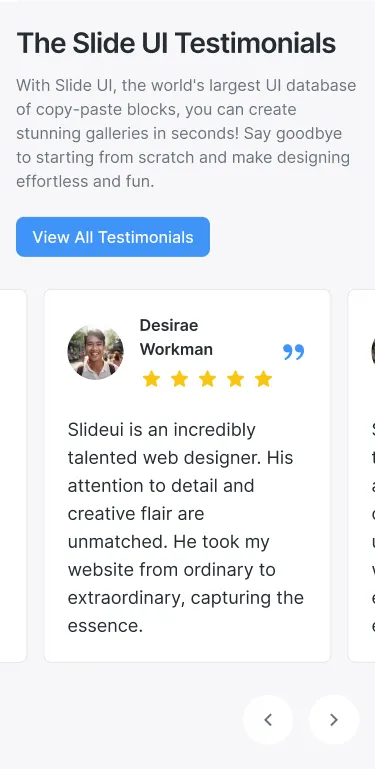 The Slide UI Testimonials
With Slide UI, the world's largest UI database
of copy-paste blocks, you can create
stunning galleries in seconds! Say goodbye
to starting from scratch and make designing
effortless and fun.
View All Testimonials
Desirae
Workman
Slideui is an incredibly
talented web designer. His
attention to detail and
creative flair are
unmatched. He took my
website from ordinary to
extraordinary, capturing the
essence.